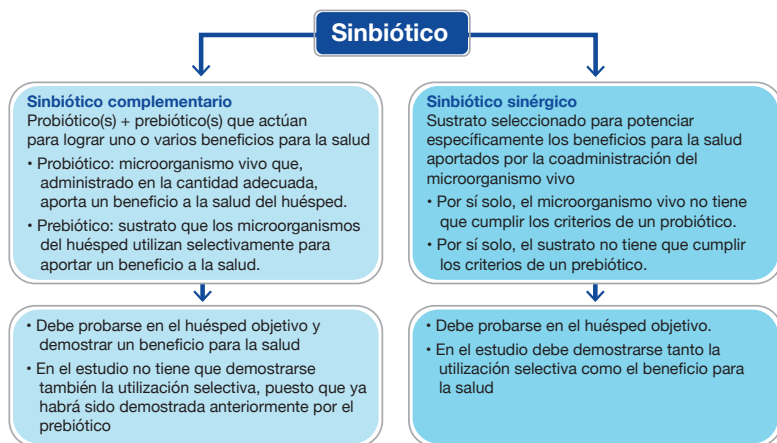 Sinbiótico
Sinbiótico complementario
Probiótico(s) + prebiótico(s) que actúan
para lograr uno o varios beneficios para la salud
• Probiótico: microorganismo vivo que,
administrado en la cantidad adecuada,
aporta un beneficio a la salud del huésped.
• Prebiótico: sustrato que los microorganismos
del huésped utilizan selectivamente para
aportar un beneficio a la salud.
• Debe probarse en el huésped objetivo y
demostrar un beneficio para la salud
• En el estudio no tiene que demostrarse
también la utilización selectiva, puesto que ya
habrá sido demostrada anteriormente por el
prebiótico
Sinbiótico sinérgico
Sustrato seleccionado para potenciar
específicamente los beneficios para la salud
aportados por la coadministración del
microorganismo vivo
• Por sí solo, el microorganismo vivo no tiene
que cumplir los criterios de un probiótico.
• Por sí solo, el sustrato no tiene que cumplir
los criterios de un prebiótico.
• Debe probarse en el huésped objetivo.
• En el estudio debe demostrarse tanto la
utilización selectiva como el beneficio para
la salud